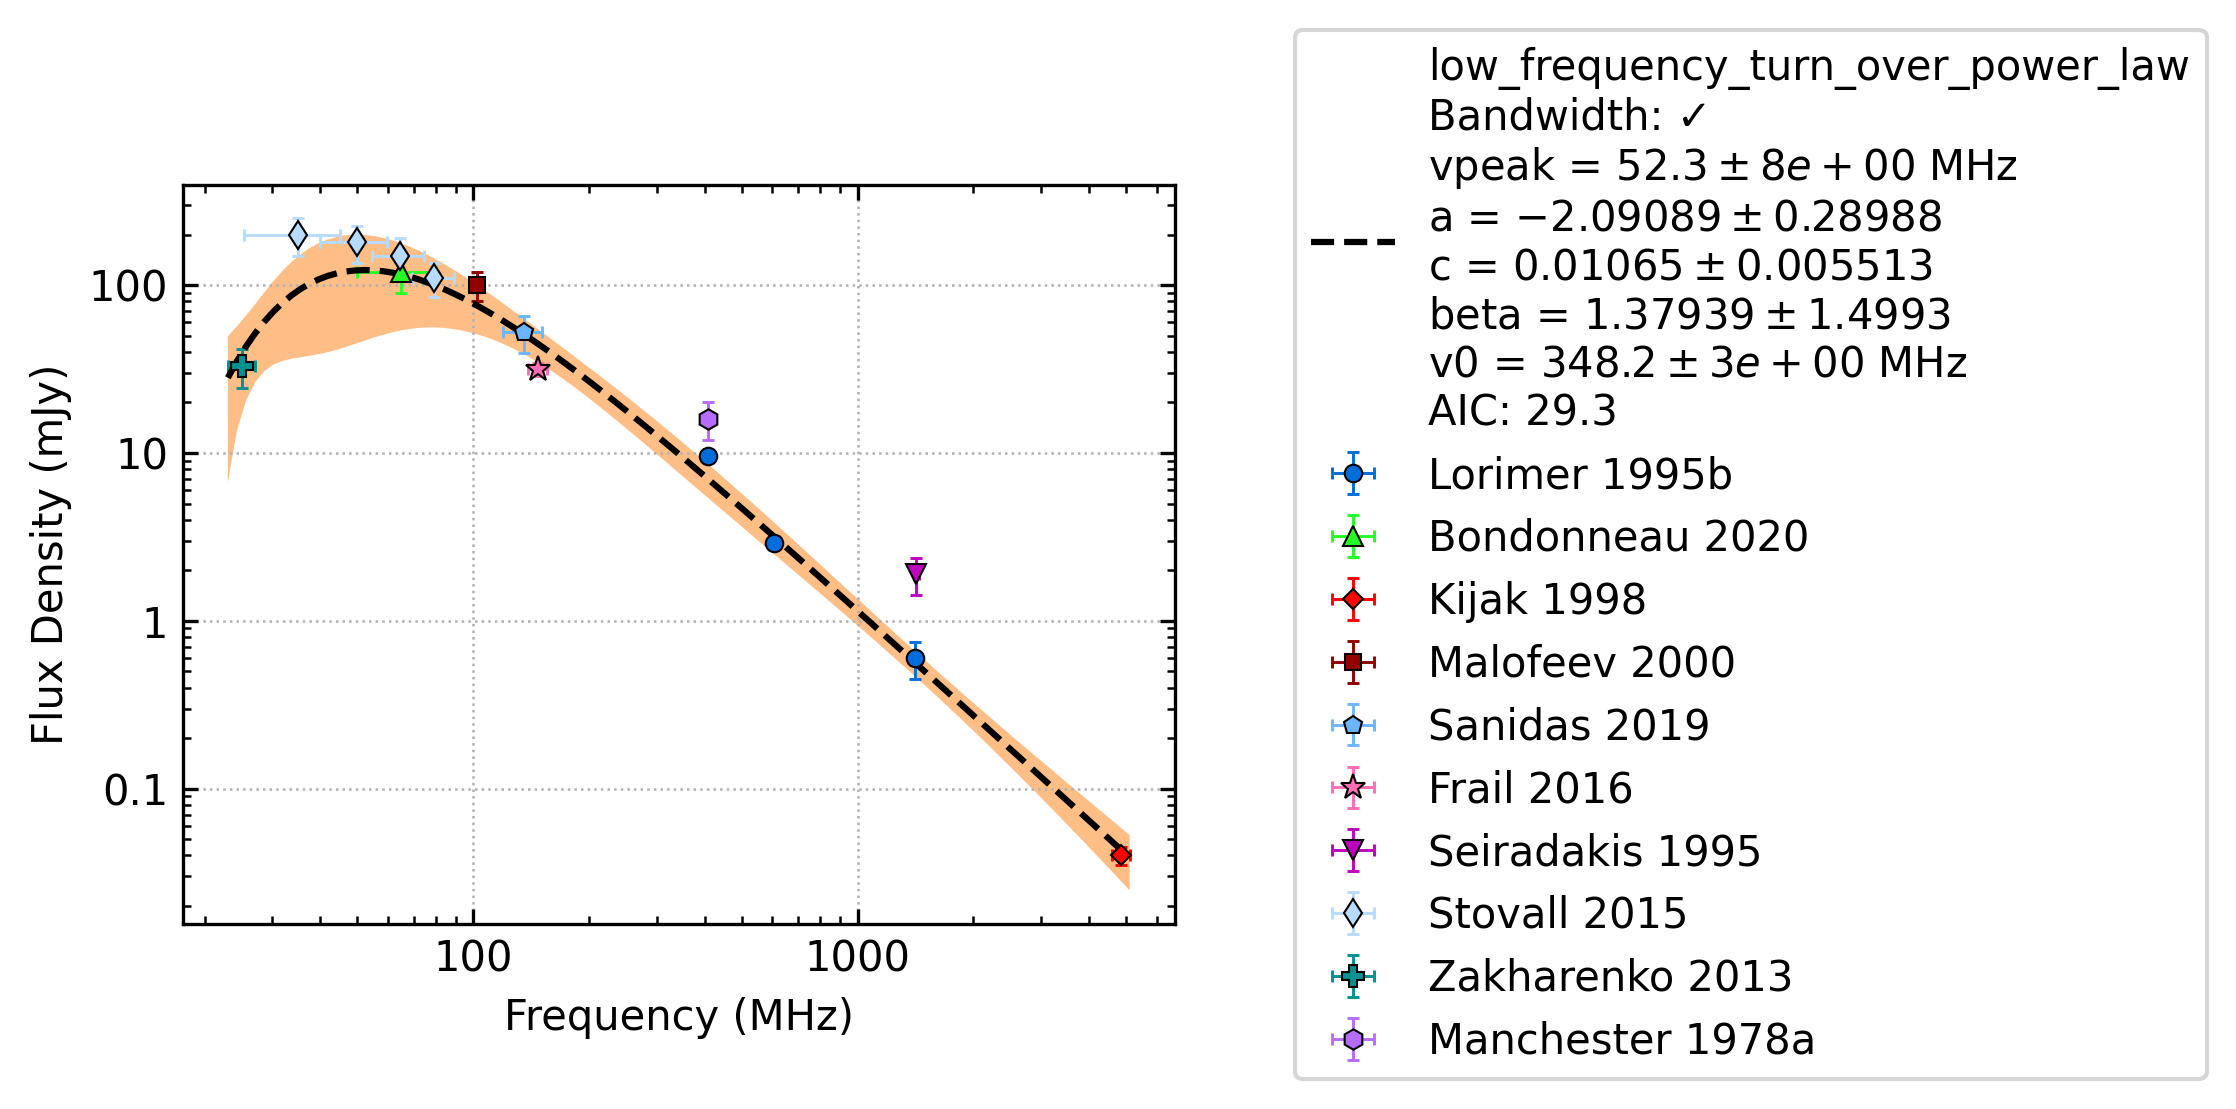 100
10
1
0.1
100
1000
Flux Density (mJy)
Frequency (MHz)
low_frequency_turn_over_power_law
Bandwidth: ✓
vpeak = 52.3 ± 8e + 00 MHz
a = −2.09089 ± 0.28988
c = 0.01065 ± 0.005513
beta = 1.37939 ± 1.4993
v0 = 348.2 ± 3e + 00 MHz
AIC: 29.3
Lorimer 1995b
Bondonneau 2020
Kijak 1998
Malofeev 2000
Sanidas 2019
Frail 2016
Seiradakis 1995
Stovall 2015
Zakharenko 2013
Manchester 1978a